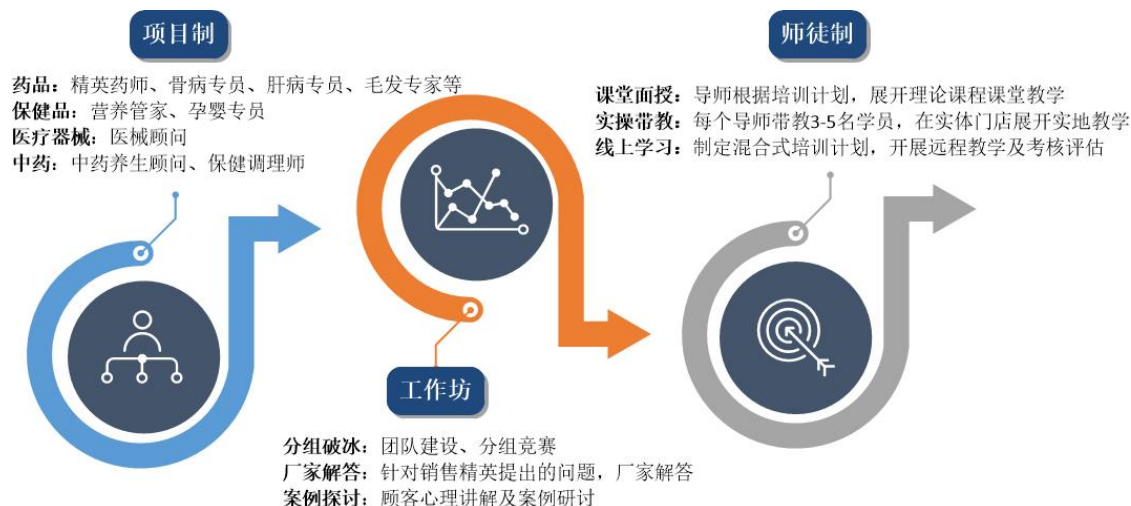 项目制
药品：精英药师、骨病专员、肝病专员、毛发专家等
保健品：营养管家、孕婴专员
医疗器械：医械顾问
中药：中药养生顾问、保健调理师
工作坊
分组破冰：团队建设、分组竞赛
厂家解答：针对销售精英提出的问题，厂家解答
案例探讨：顾客心理讲解及案例研讨
师徒制
课堂面授：导师根据培训计划，展开理论课程课堂教学
实操带教：每个导师带教3-5名学员，在实体门店展开实地教学
线上学习：制定混合式培训计划，开展远程教学及考核评估